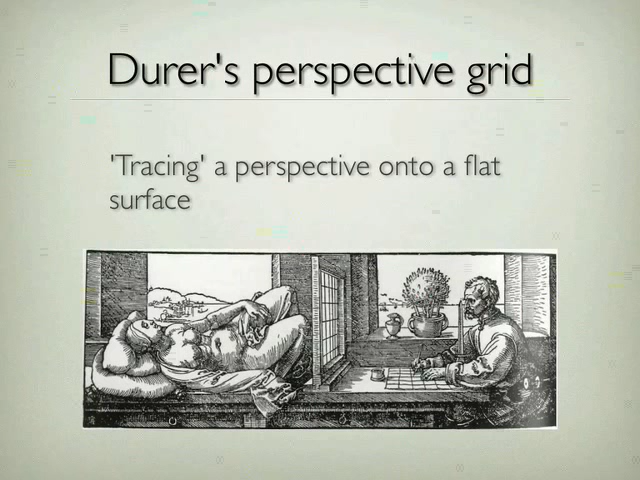 Durer's perspective grid
'Tracing' a perspective onto a flat
surface